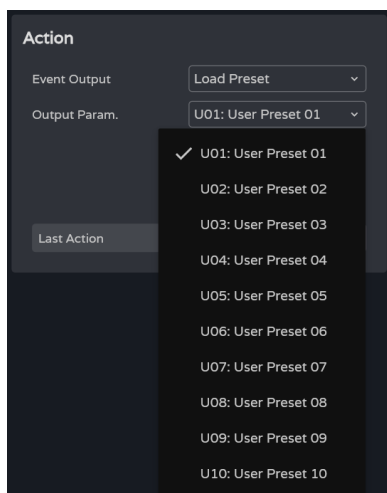 Action
Event Output Load Preset
Output Param. U01: User Preset 01
U01: User Preset 01
U02: User Preset 02
U03: User Preset 03
Last Action
U04: User Preset 04
U05: User Preset 05
U06: User Preset 06
U07: User Preset 07
U08: User Preset 08
U09: User Preset 09
U10: User Preset 10